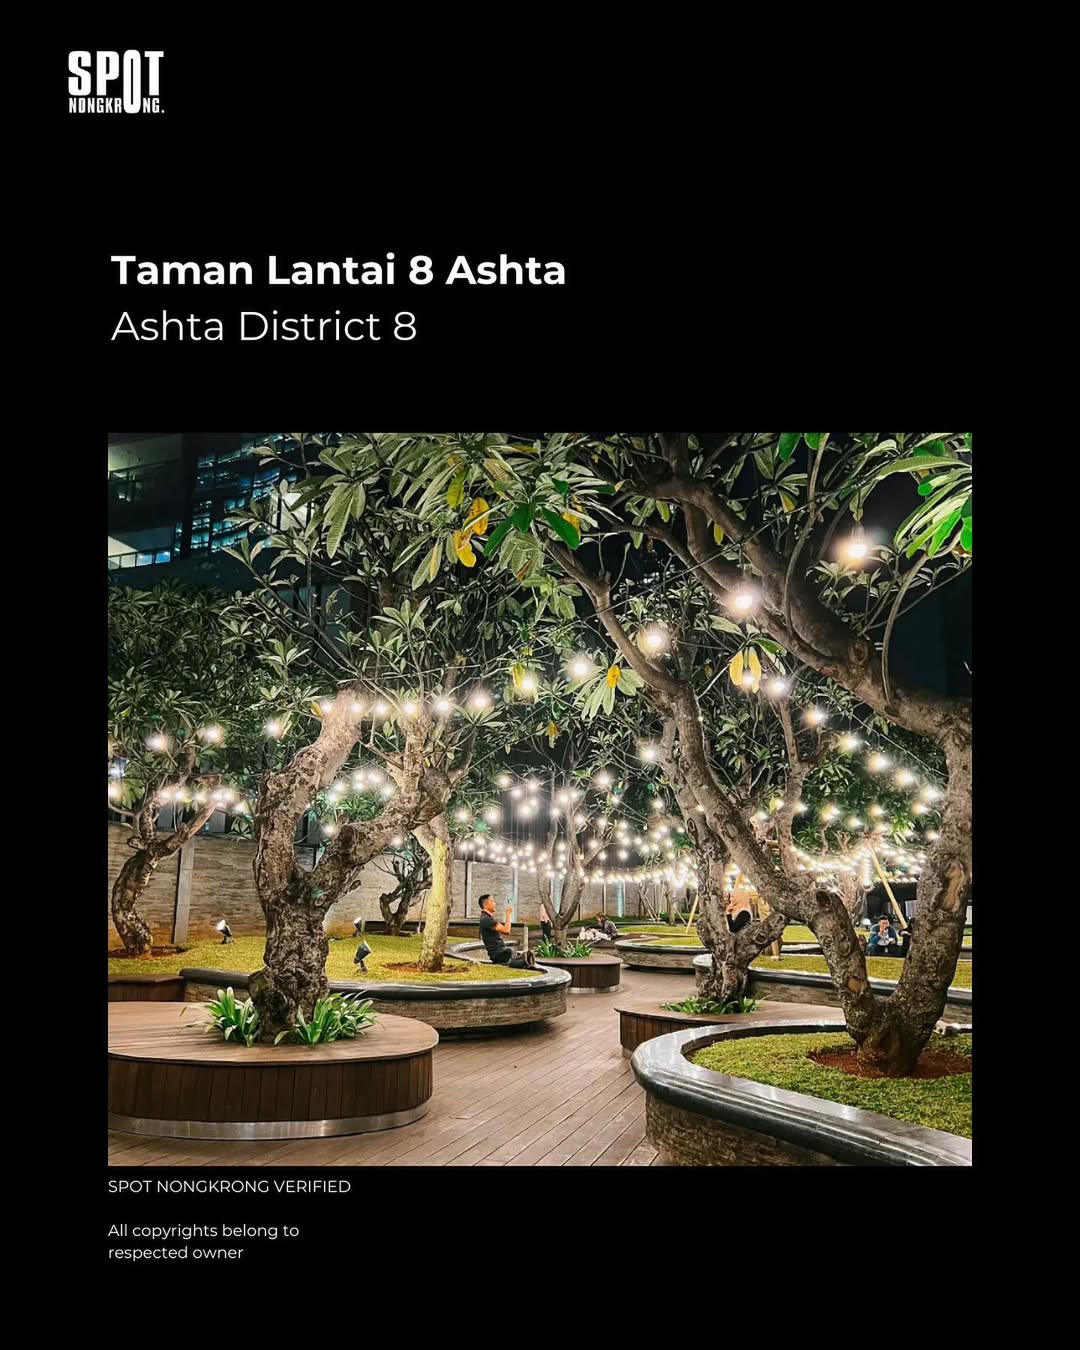 SPOT
NONGKRONG.
Taman Lantai 8 Ashta
Ashta District 8
SPOT NONGKRONG VERIFIED
All copyrights belong to
respected owner